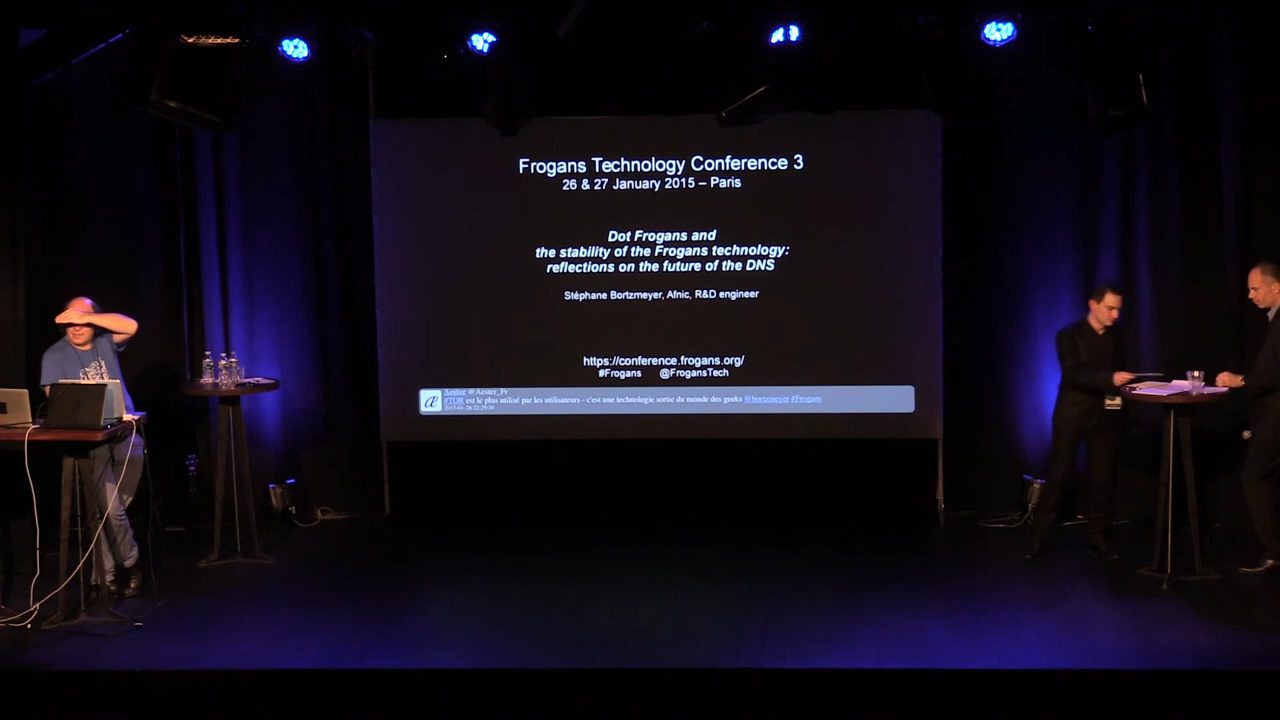 Frogans Technology Conference 3
26 & 27 January 2015 – Paris
Dot Frogans and
the stability of the Frogans technology:
reflections on the future of the DNS
Stéphane Bortzmeyer, Afnic, R&D engineer
https://conference.frogans.org/
#Frogans @FrogansTech
æ
Aester @Aester_Fr
#TOR est le plus utilisé par les utilisateurs - c'est une technologie sortie du monde des geeks @bortzmeyer #Frogans